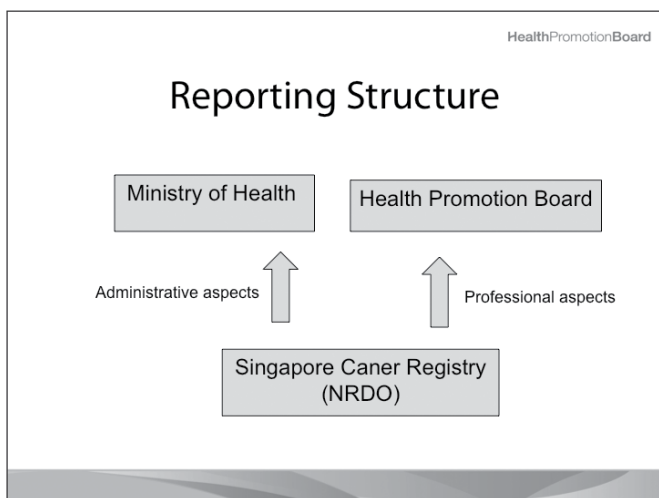 HealthPromotionBoard
Reporting Structure
Ministry of Health
Health Promotion Board
Administrative aspects
Professional aspects
Singapore Caner Registry
(NRDO)